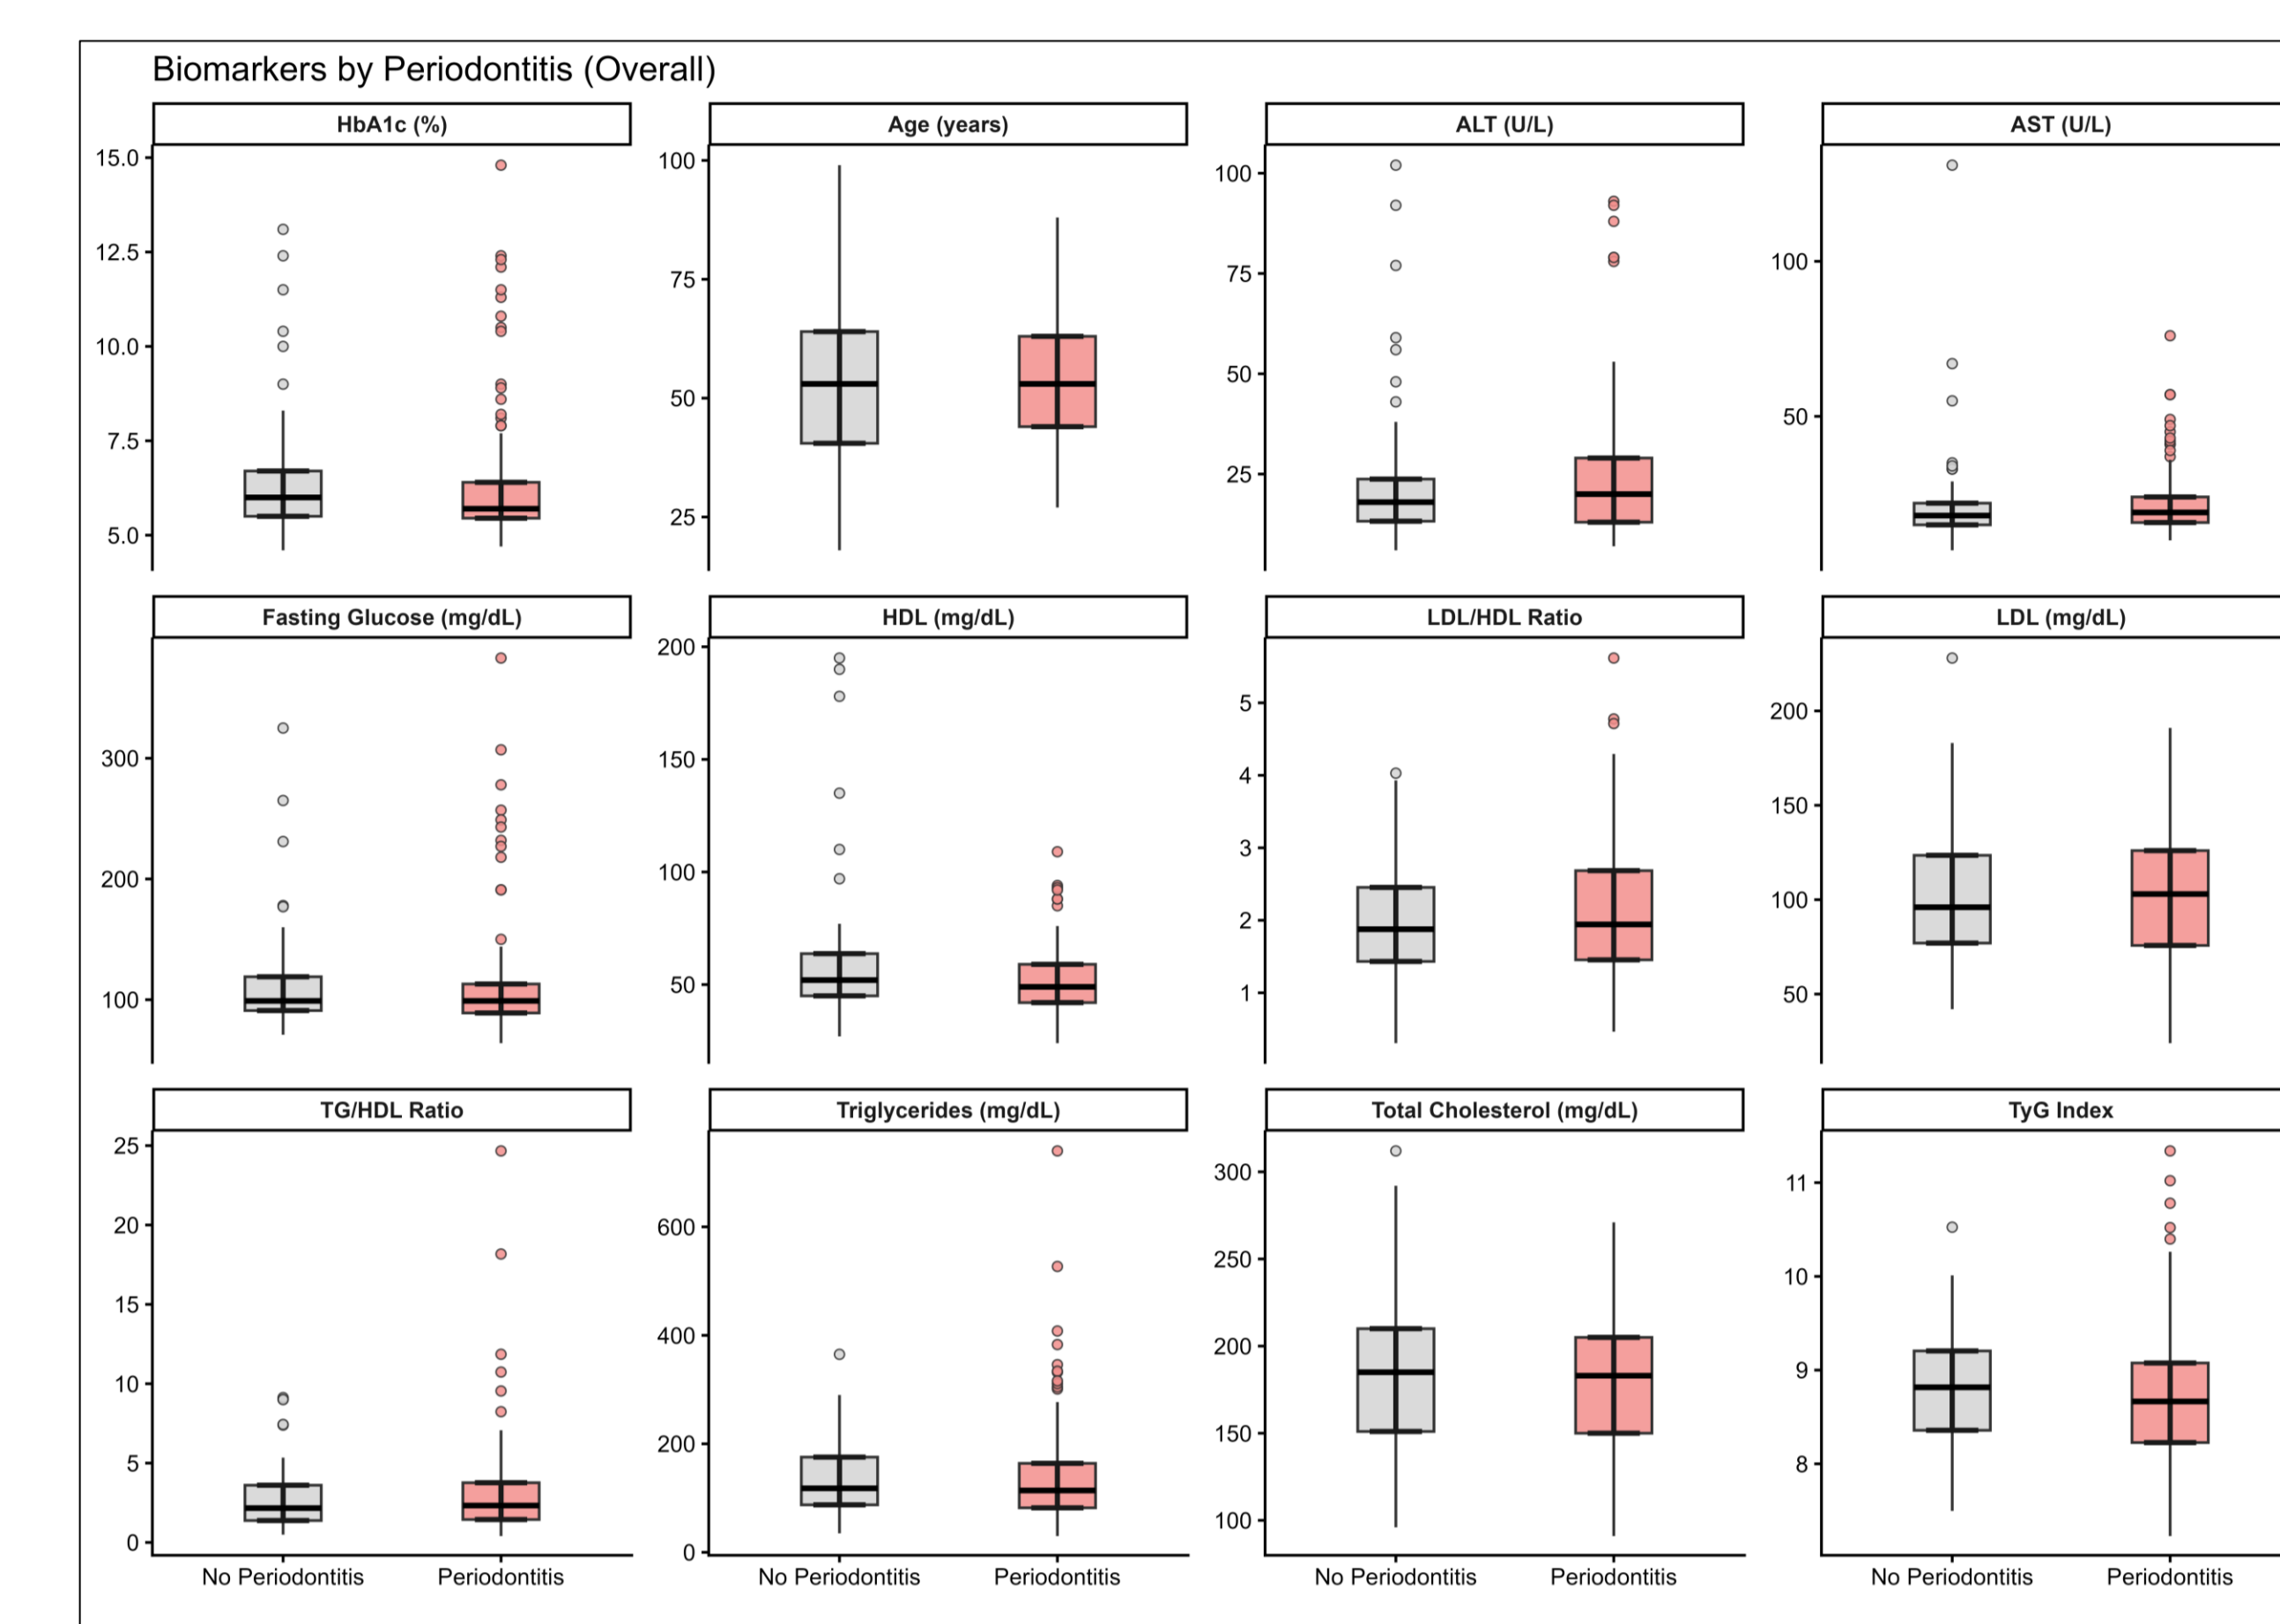 Biomarkers by Periodontitis (Overall)
HbA1c (%)
15.0
12.5
10.0
7.5
5.0
Age (years)
100
75
50
25
ALT (U/L)
100
75
50
25
AST (U/L)
100
50
Fasting Glucose (mg/dL)
300
200
100
HDL (mg/dL)
200
150
100
50
LDL/HDL Ratio
5
4
3
2
1
LDL (mg/dL)
200
150
100
50
TG/HDL Ratio
25
20
15
10
5
0
No Periodontitis Periodontitis
Triglycerides (mg/dL)
600
400
200
0
No Periodontitis Periodontitis
Total Cholesterol (mg/dL)
300
250
200
150
100
No Periodontitis Periodontitis
TyG Index
11
10
9
8
No Periodontitis Periodontitis